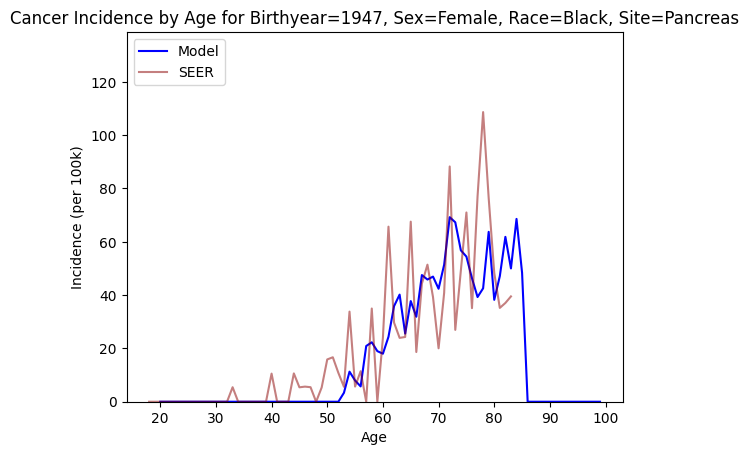 Cancer Incidence by Age for Birthyear=1947, Sex=Female, Race=Black, Site=Pancreas
Model
SEER
Incidence (per 100k)
120
100
80
60
40
20
0
20 30 40 50 60 70 80 90 100
Age